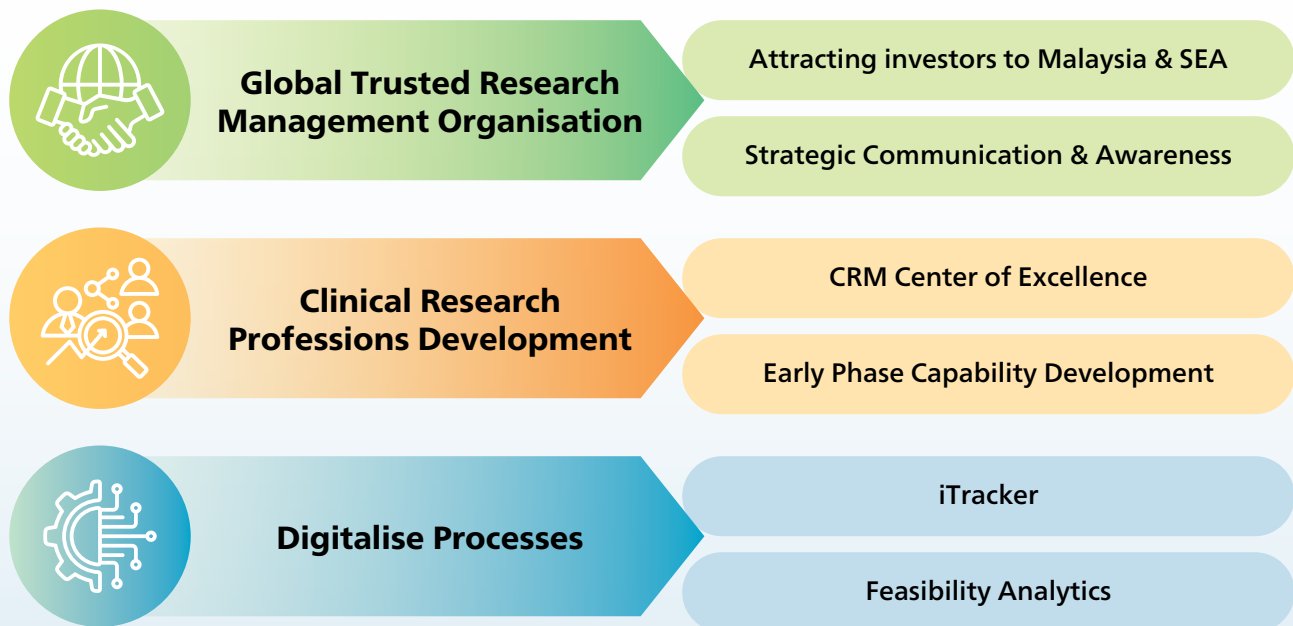 Global Trusted Research
Management Organisation
Attracting investors to Malaysia & SEA
Strategic Communication & Awareness
Clinical Research
Professions Development
CRM Center of Excellence
Early Phase Capability Development
Digitalise Processes
iTracker
Feasibility Analytics